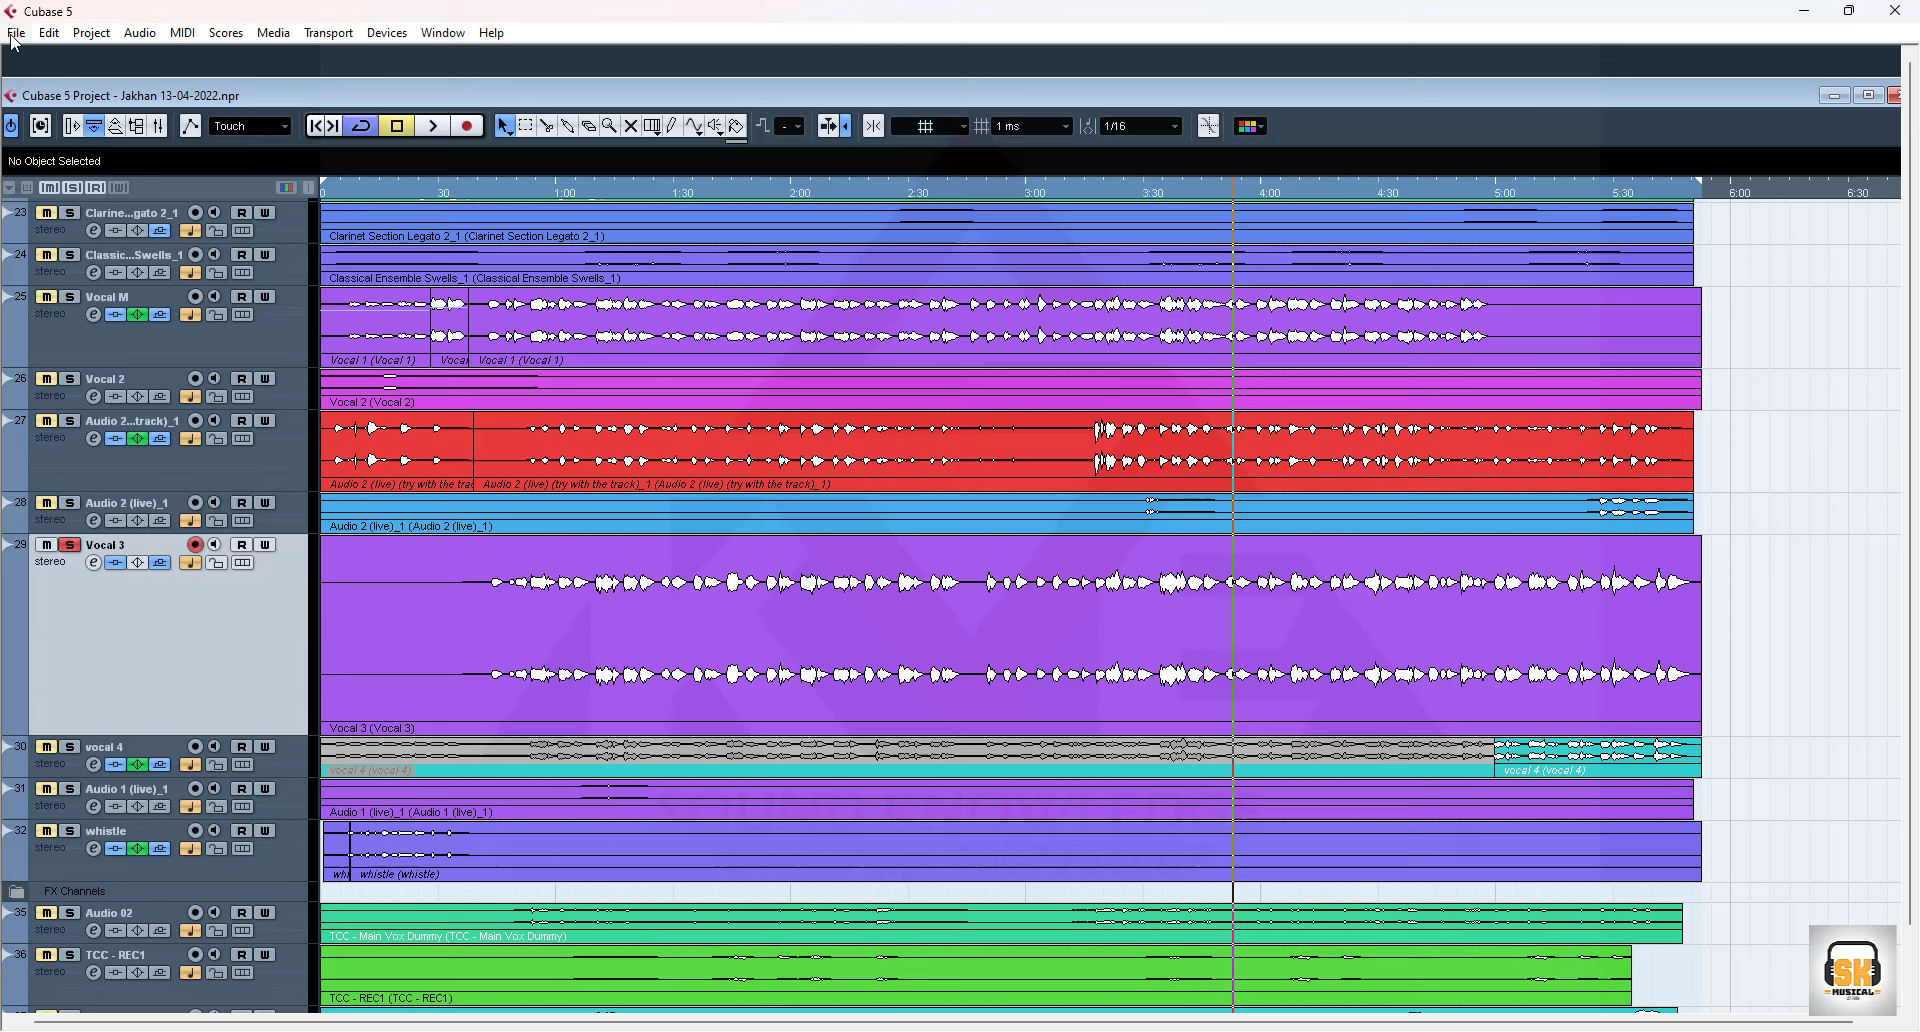 Cubase 5
File Edit Project Audio MIDI Scores Media Transport Devices Window Help
Cubase 5 Project - Jakhan 13-04-2022.npr
Touch - 1 ms 1/16
No Object Selected
[M] [S] [R] [W]
0 30 1:00 1:30 2:00 2:30 3:00 3:30 4:00 4:30 5:00 5:30 6:00 6:30
23 m S Clarine...gato 2_1 R W
stereo e
Clarinet Section Legato 2_1 (Clarinet Section Legato 2_1)
24 m S Classic...Swells_1 R W
stereo e
Classical Ensemble Swells_1 (Classical Ensemble Swells_1)
25 m S Vocal M R W
stereo e
Vocal 1 (Vocal 1) Vocal Vocal 1 (Vocal 1)
26 m S Vocal 2 R W
stereo e
Vocal 2 (Vocal 2)
27 m S Audio 2...track)_1 R W
stereo e
Audio 2 (live) (try with the trac Audio 2 (live) (try with the track)_1 (Audio 2 (live) (try with the track)_1)
28 m S Audio 2 (live)_1 R W
stereo e
Audio 2 (live)_1 (Audio 2 (live)_1)
29 m S Vocal 3 R W
stereo e
Vocal 3 (Vocal 3)
30 m S vocal 4 R W
stereo e
vocal 4 (vocal 4) vocal 4 (vocal 4)
31 m S Audio 1 (live)_1 R W
stereo e
Audio 1 (live)_1 (Audio 1 (live)_1)
32 m S whistle R W
stereo e
whi whistle (whistle)
FX Channels
35 m S Audio 02 R W
stereo e
TCC - Main Vox Dummy (TCC - Main Vox Dummy)
36 m S TCC - REC1 R W
stereo e
TCC - REC1 (TCC - REC1)
SK
MUSICAL